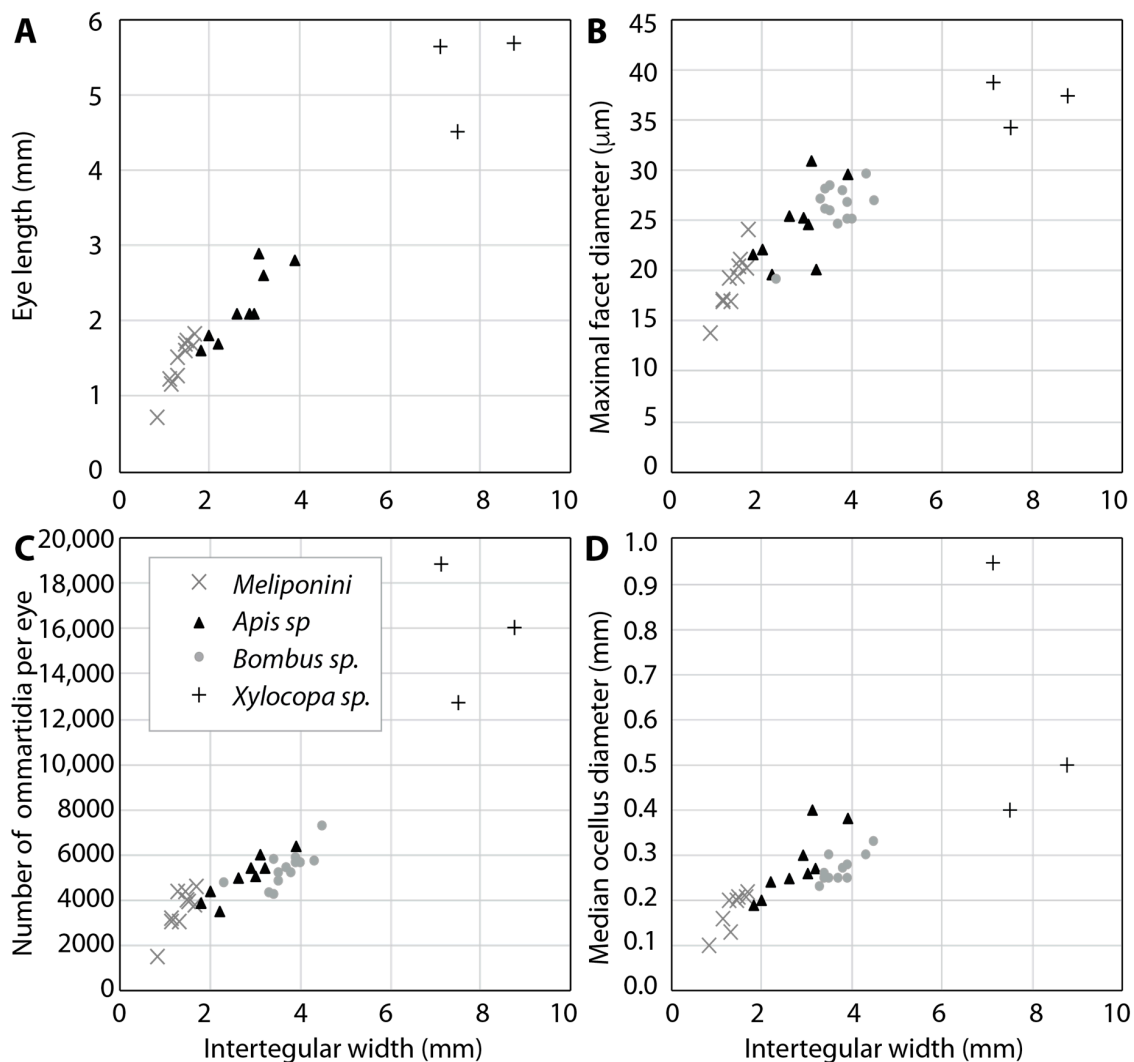 A
Eye length (mm)
6
5
4
3
2
1
0
0 2 4 6 8 10
B
Maximal facet diameter (μm)
45
40
35
30
25
20
15
10
5
0
0 2 4 6 8 10
C
Number of ommartidia per eye
20,000
18,000
16,000
14,000
12,000
10,000
8000
6000
4000
2000
0
Meliponini
Apis sp
Bombus sp.
Xylocopa sp.
0 2 4 6 8 10
Intertegular width (mm)
D
Median ocellus diameter (mm)
1.0
0.9
0.8
0.7
0.6
0.5
0.4
0.3
0.2
0.1
0.0
0 2 4 6 8 10
Intertegular width (mm)